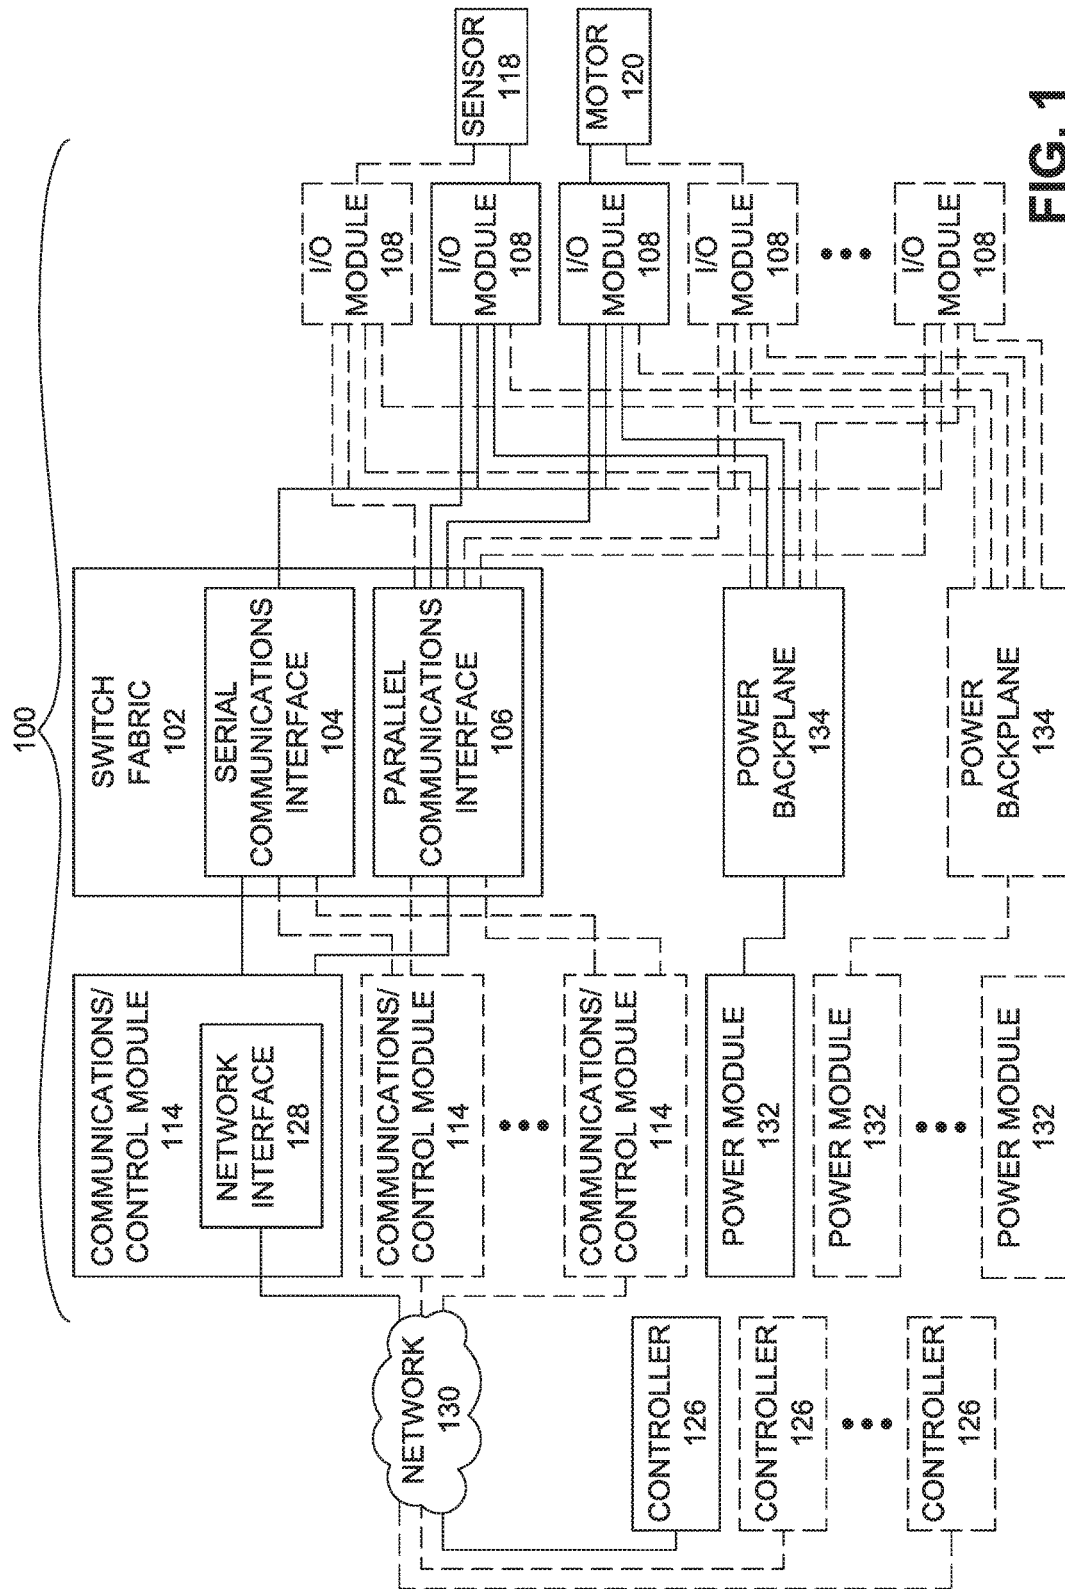 100
COMMUNICATIONS/
CONTROL MODULE
114
NETWORK
INTERFACE
128
SWITCH
FABRIC
102
SERIAL
COMMUNICATIONS
INTERFACE
104
PARALLEL
COMMUNICATIONS
INTERFACE
106
I/O
MODULE
108
I/O
MODULE
108
I/O
MODULE
108
I/O
MODULE
108
I/O
MODULE
108
SENSOR
118
MOTOR
120
NETWORK
130
COMMUNICATIONS/
CONTROL MODULE
114
COMMUNICATIONS/
CONTROL MODULE
114
CONTROLLER
126
CONTROLLER
126
CONTROLLER
126
POWER MODULE
132
POWER MODULE
132
POWER MODULE
132
POWER
BACKPLANE
134
POWER
BACKPLANE
134
FIG. 1